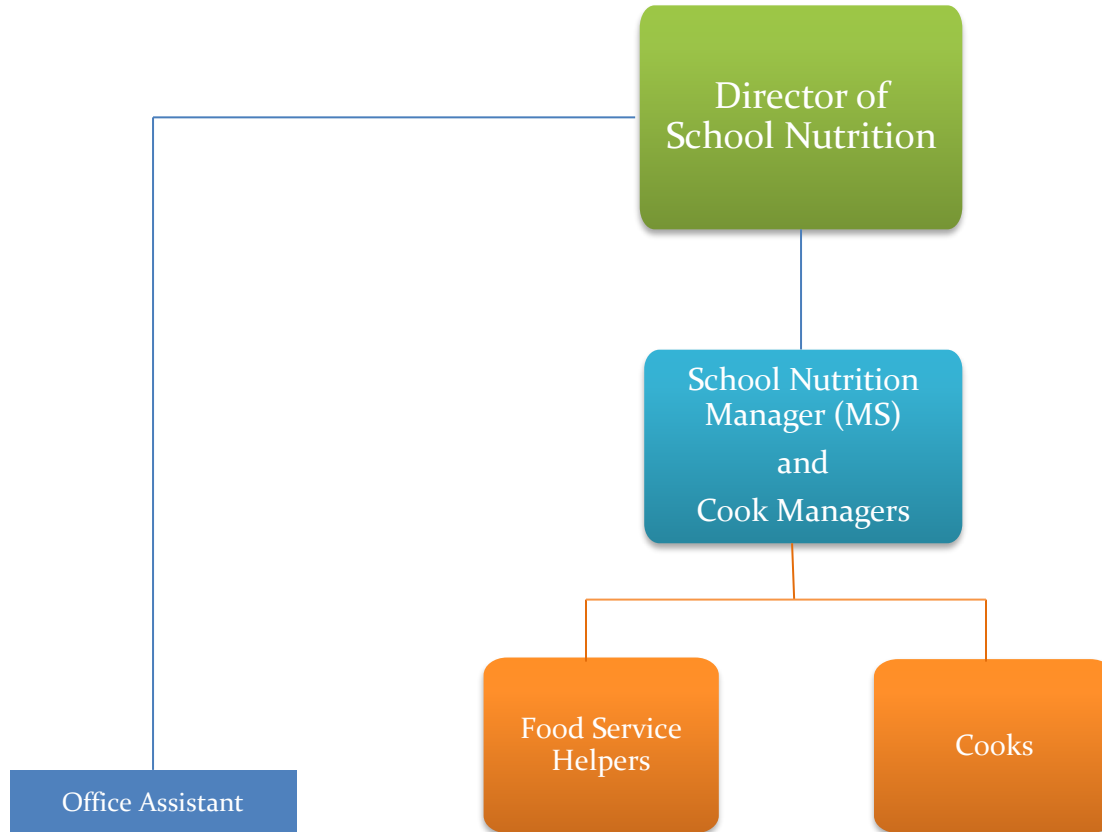 Director of
School Nutrition
School Nutrition
Manager (MS)
and
Cook Managers
Food Service
Helpers
Cooks
Office Assistant